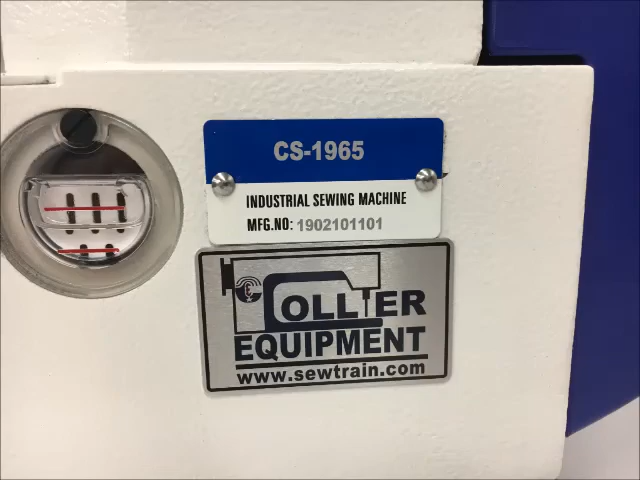 CS-1965
INDUSTRIAL SEWING MACHINE
MFG.NO: 1902101101
COLLIER
EQUIPMENT
www.sewtrain.com